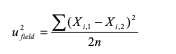 u²_field = ∑(X_i,1 − X_i,2)² / 2n